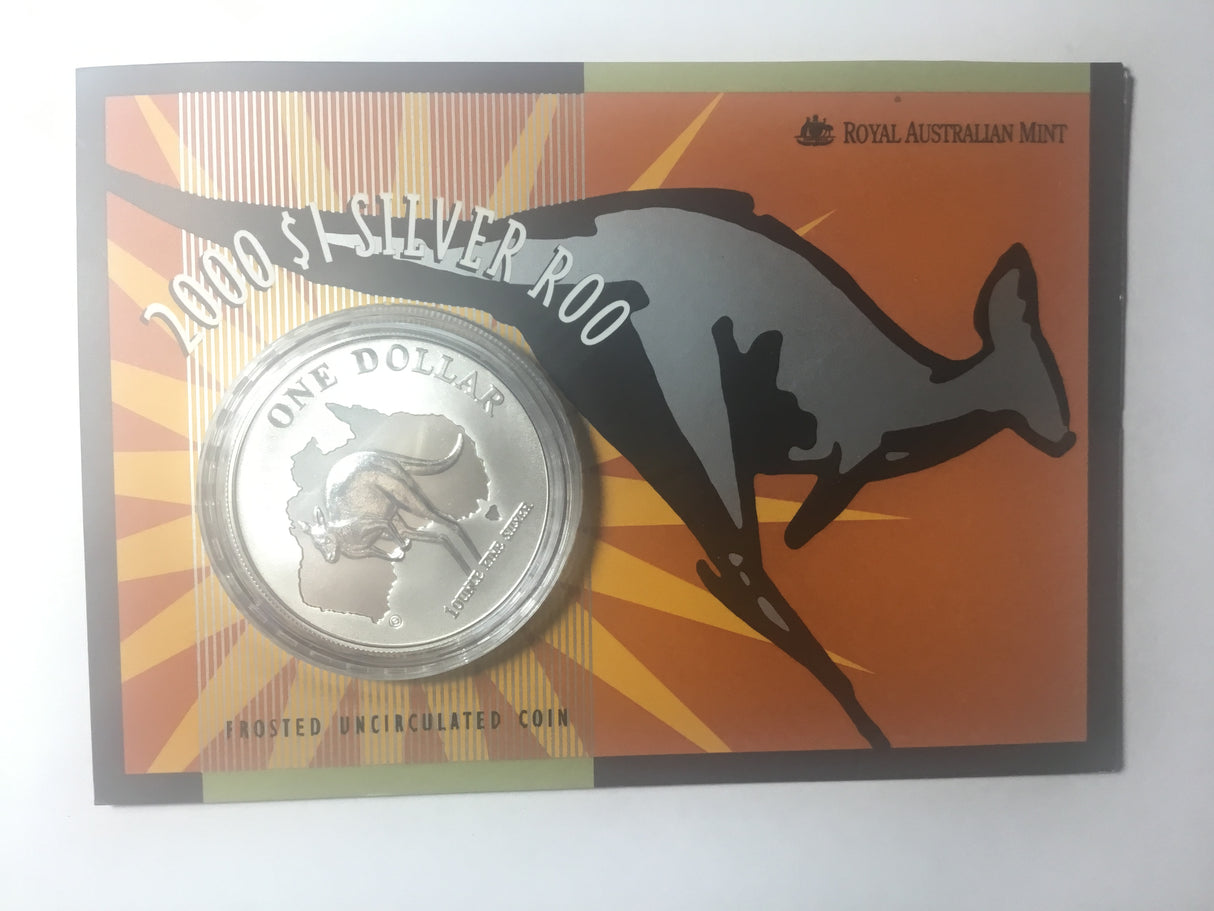 ROYAL AUSTRALIAN MINT
2000 $1 SILVER ROO
ONE DOLLAR
1 OUNCE FINE SILVER
FROSTED UNCIRCULATED COIN